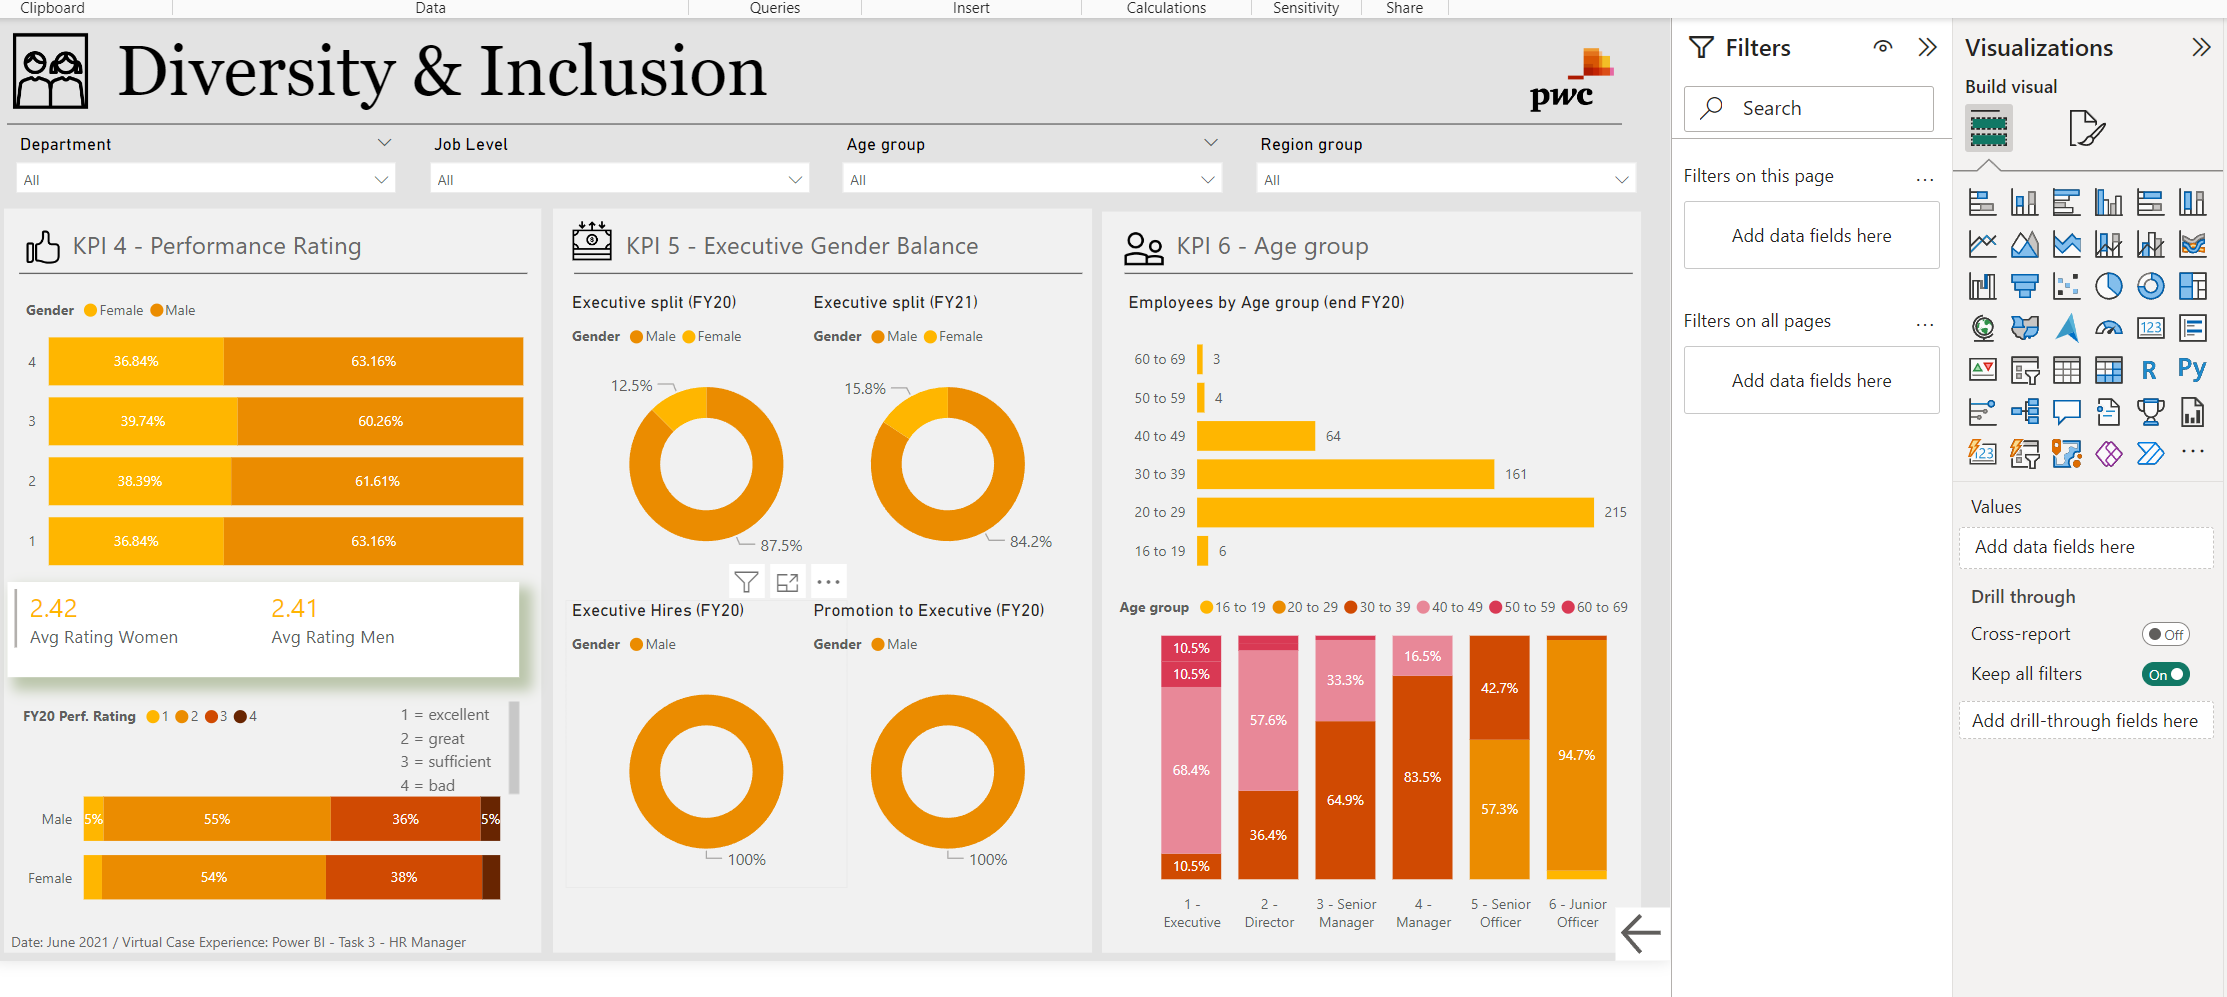 Clipboard
Data
Queries
Insert
Calculations
Sensitivity
Share
Diversity & Inclusion
pwc
Department
All
Job Level
All
Age group
All
Region group
All
KPI 4 - Performance Rating
Gender Female Male
4 36.84% 63.16%
3 39.74% 60.26%
2 38.39% 61.61%
1 36.84% 63.16%
2.42
Avg Rating Women
2.41
Avg Rating Men
FY20 Perf. Rating 1 2 3 4
1 = excellent
2 = great
3 = sufficient
4 = bad
Male 5% 55% 36% 5%
Female 54% 38%
Date: June 2021 / Virtual Case Experience: Power BI - Task 3 - HR Manager
KPI 5 - Executive Gender Balance
Executive split (FY20)
Gender Male Female
12.5%
87.5%
Executive split (FY21)
Gender Male Female
15.8%
84.2%
Executive Hires (FY20)
Gender Male
100%
Promotion to Executive (FY20)
Gender Male
100%
KPI 6 - Age group
Employees by Age group (end FY20)
60 to 69 3
50 to 59 4
40 to 49 64
30 to 39 161
20 to 29 215
16 to 19 6
Age group 16 to 19 20 to 29 30 to 39 40 to 49 50 to 59 60 to 69
10.5%
10.5%
68.4%
10.5%
1 -
Executive
57.6%
36.4%
2 -
Director
33.3%
64.9%
3 - Senior
Manager
16.5%
83.5%
4 -
Manager
42.7%
57.3%
5 - Senior
Officer
94.7%
6 - Junior
Officer
Filters
Search
Filters on this page ...
Add data fields here
Filters on all pages ...
Add data fields here
Visualizations
Build visual
123
R
Py
123
...
Values
Add data fields here
Drill through
Cross-report Off
Keep all filters On
Add drill-through fields here